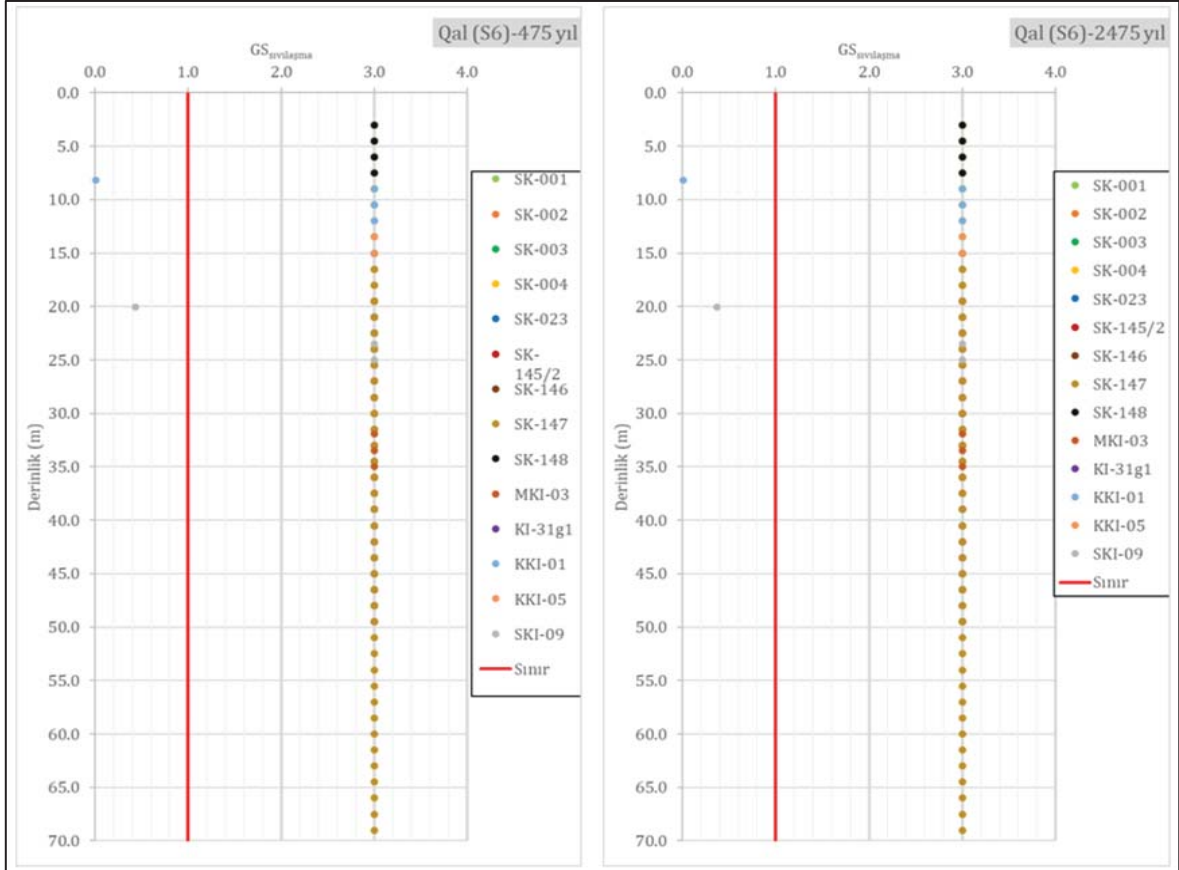 Qal (S6)-475 yıl
GSsıvılaşma
0.0 1.0 2.0 3.0 4.0
0.0
5.0
10.0
15.0
20.0
25.0
30.0
35.0
40.0
45.0
50.0
55.0
60.0
65.0
70.0
Derinlik (m)
SK-001
SK-002
SK-003
SK-004
SK-023
SK-
145/2
SK-146
SK-147
SK-148
MKI-03
KI-31g1
KKI-01
KKI-05
SKI-09
Sınır
Qal (S6)-2475 yıl
GSsıvılaşma
0.0 1.0 2.0 3.0 4.0
0.0
5.0
10.0
15.0
20.0
25.0
30.0
35.0
40.0
45.0
50.0
55.0
60.0
65.0
70.0
Derinlik (m)
SK-001
SK-002
SK-003
SK-004
SK-023
SK-145/2
SK-146
SK-147
SK-148
MKI-03
KI-31g1
KKI-01
KKI-05
SKI-09
Sınır